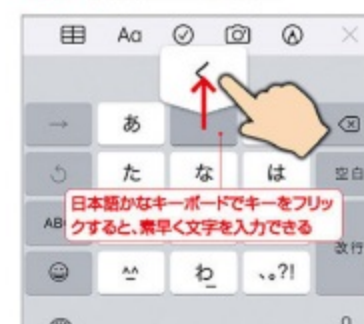 Aa
く
→
あ
た
な
は
空白
日本語かなキーボードでキーをフリッ
クすると、素早く文字を入力できる
AB
改行
^^
わ
、。?!